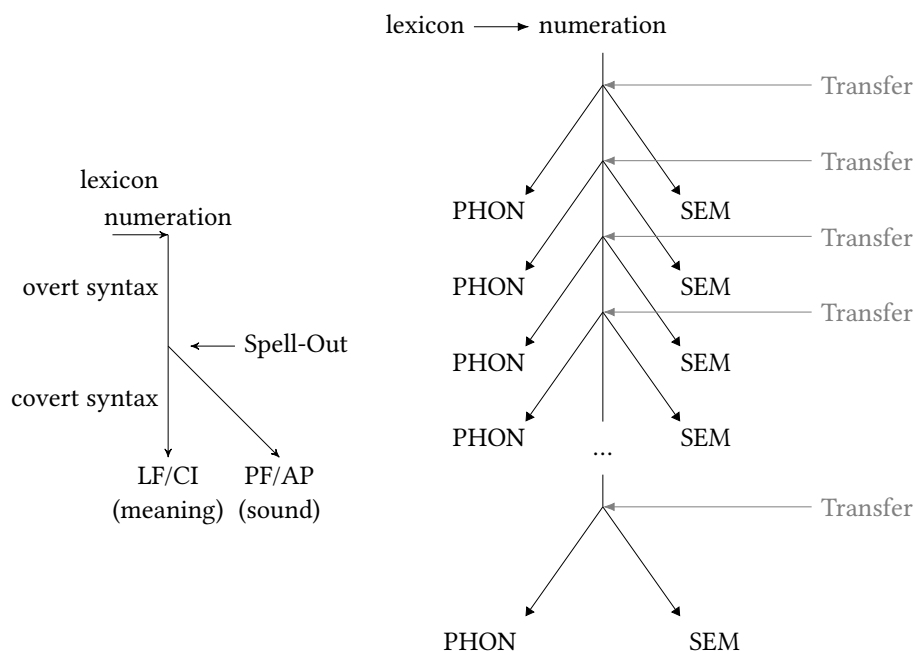 lexicon
numeration
overt syntax
Spell-Out
covert syntax
LF/CI PF/AP
(meaning) (sound)
lexicon numeration
Transfer
Transfer
PHON SEM
Transfer
PHON SEM
Transfer
PHON SEM
PHON SEM
...
Transfer
PHON SEM